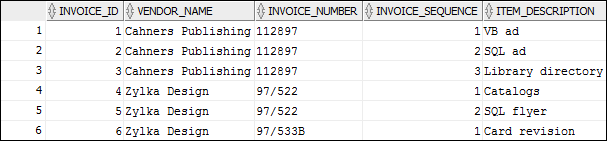 INVOICE_ID VENDOR_NAME INVOICE_NUMBER INVOICE_SEQUENCE ITEM_DESCRIPTION
1 1 Cahners Publishing 112897 1 VB ad
2 2 Cahners Publishing 112897 2 SQL ad
3 3 Cahners Publishing 112897 3 Library directory
4 4 Zylka Design 97/522 1 Catalogs
5 5 Zylka Design 97/522 2 SQL flyer
6 6 Zylka Design 97/533B 1 Card revision